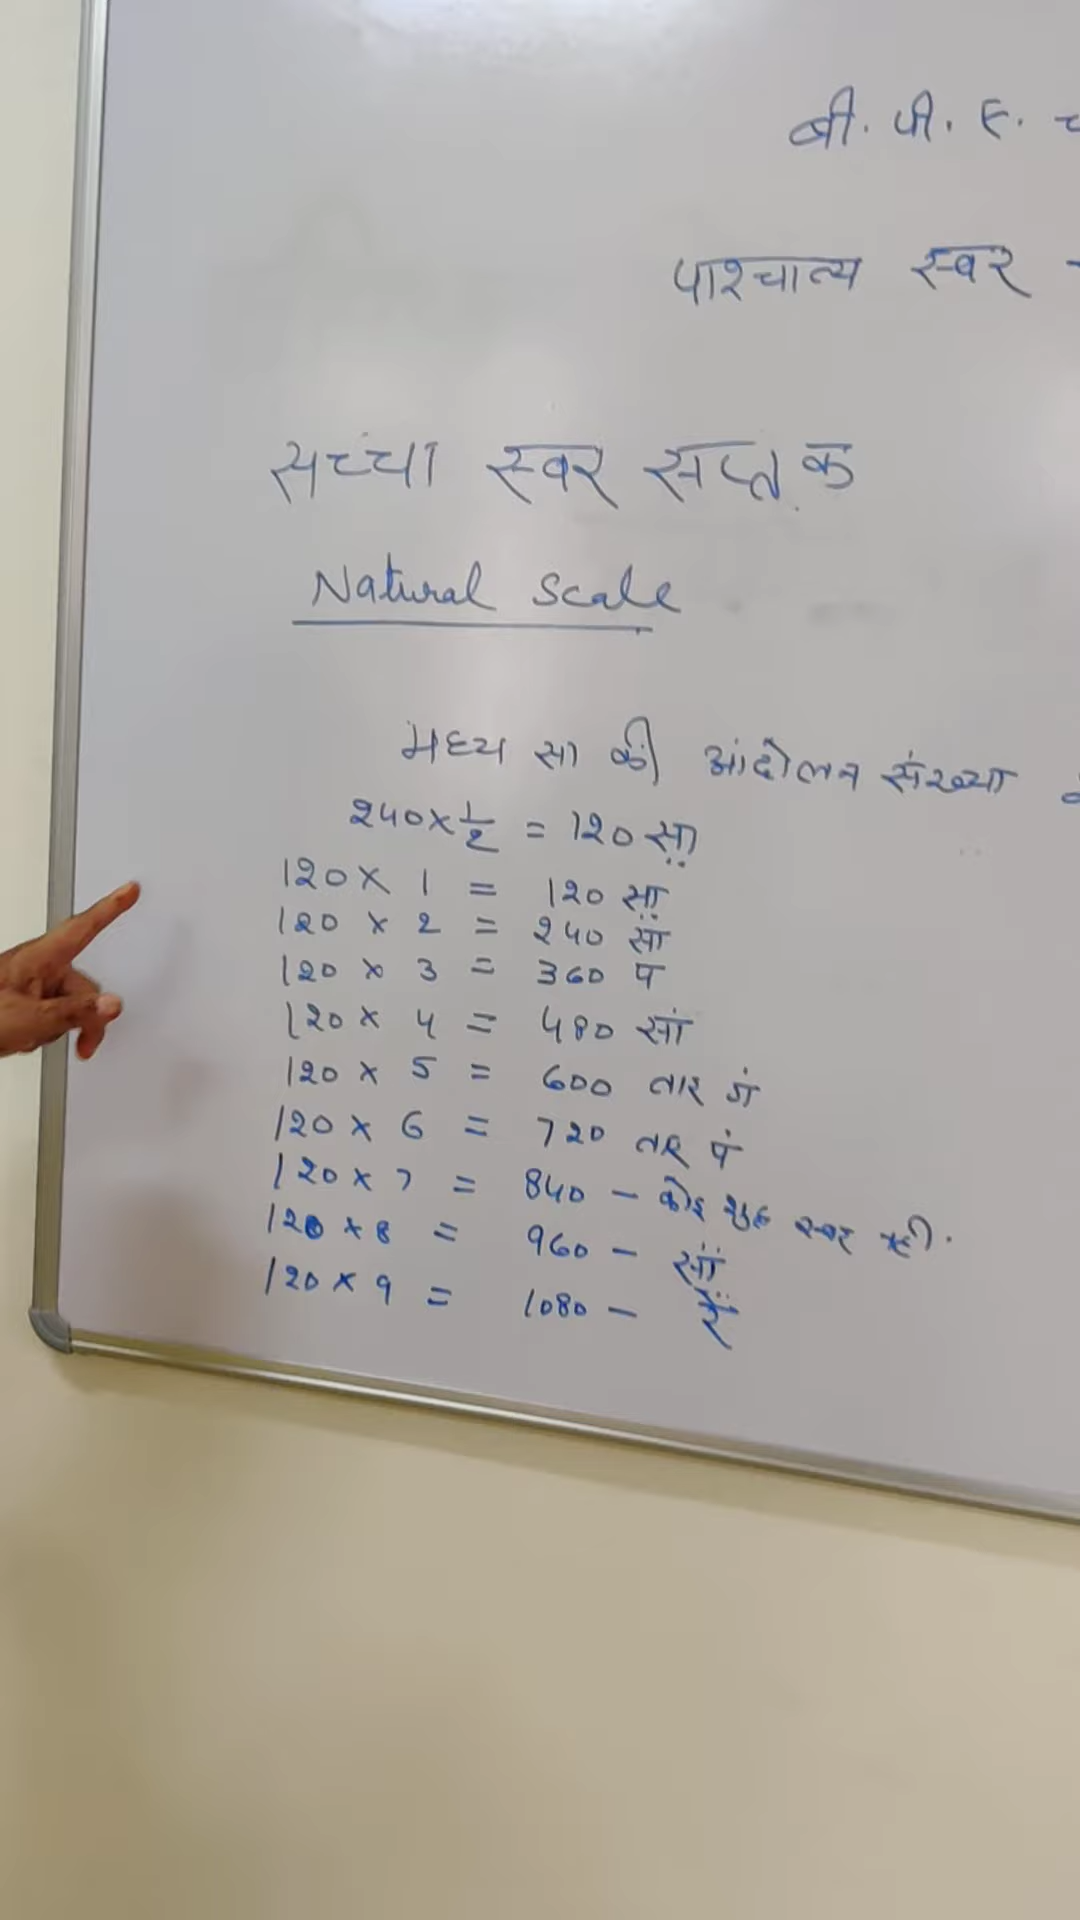 बी. पी. ए.
पाश्चात्य स्वर
सच्चा स्वर सप्तक
Natural Scale
मध्य सा की आंदोलन संख्या
240 × 1/2 = 120 सा़़
120 × 1 = 120 सा़
120 × 2 = 240 सा
120 × 3 = 360 प
120 × 4 = 480 सां
120 × 5 = 600 तार गं
120 × 6 = 720 तार पं
120 × 7 = 840 - कोइ शुद्ध स्वर नहीं.
120 × 8 = 960 - सांं
120 × 9 = 1080 - रेंं